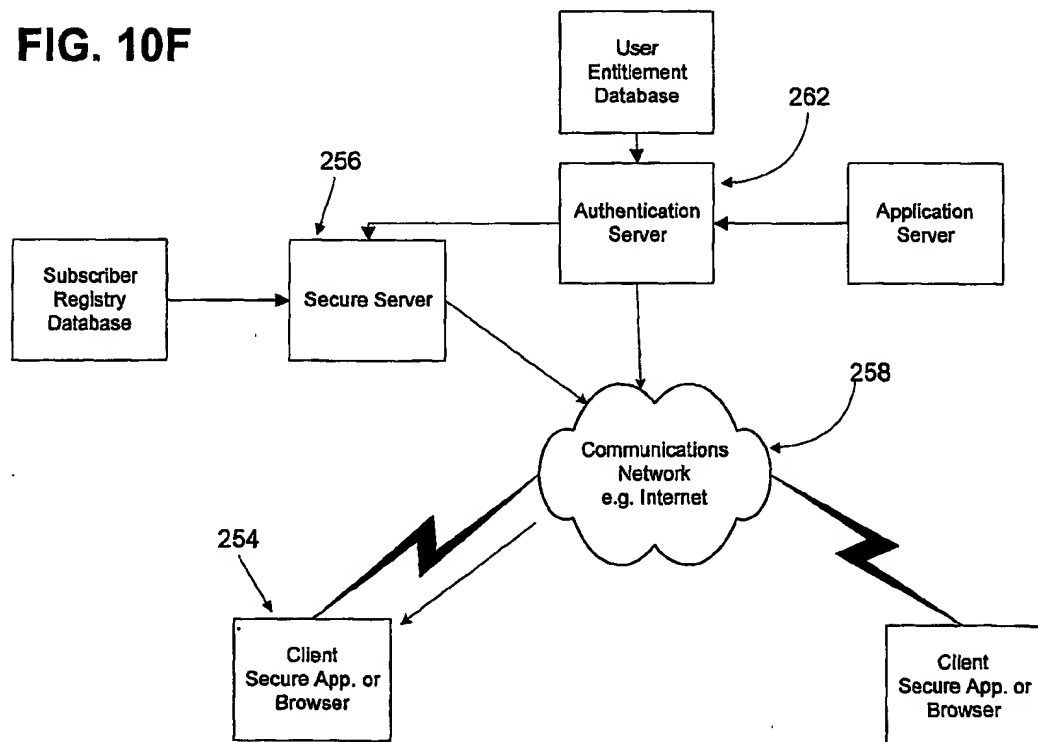 FIG. 10F
User
Entitlement
Database
262
256
Authentication
Server
Application
Server
Subscriber
Registry
Database
Secure Server
258
Communications
Network
e.g. Internet
254
Client
Secure App. or
Browser
Client
Secure App. or
Browser